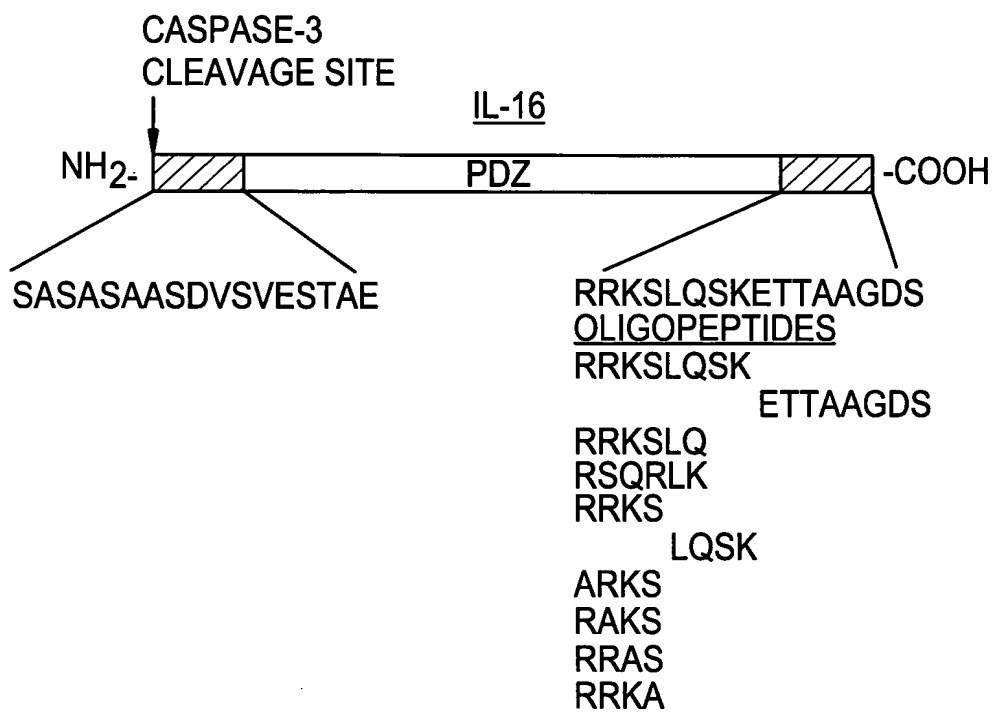 CASPASE-3
CLEAVAGE SITE
IL-16
NH2-
PDZ
-COOH
SASASAASDVSVESTAE
RRKSLQSKETTAAGDS
OLIGOPEPTIDES
RRKSLQSK
ETTAAGDS
RRKSLQ
RSQRLK
RRKS
LQSK
ARKS
RAKS
RRAS
RRKA